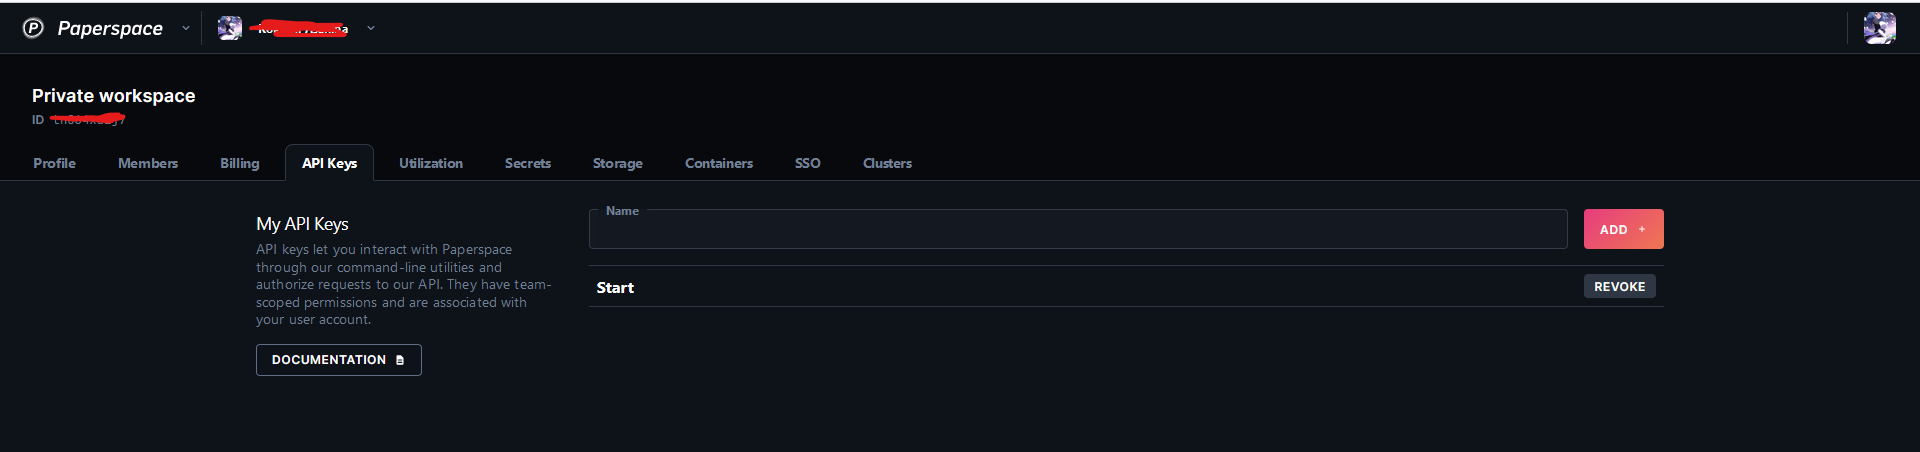 Paperspace
Private workspace
ID
Profile Members Billing API Keys Utilization Secrets Storage Containers SSO Clusters
My API Keys
API keys let you interact with Paperspace
through our command-line utilities and
authorize requests to our API. They have team-
scoped permissions and are associated with
your user account.
DOCUMENTATION
Name
ADD +
Start
REVOKE